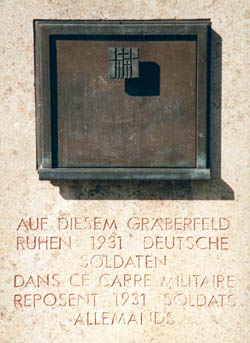 AUF DIESEM GRÄBERFELD
RUHEN 1931 DEUTSCHE
SOLDATEN
DANS CE CARRE MILITAIRE
REPOSENT 1931 SOLDATS
ALLEMANDS